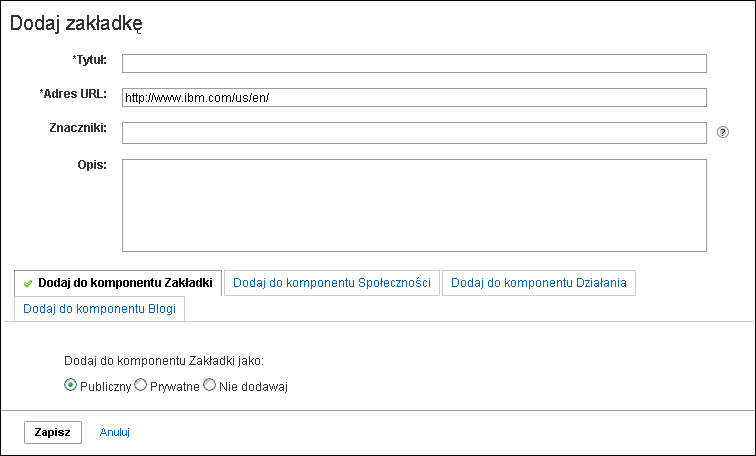 Dodaj zakładkę
*Tytuł:
*Adres URL: http://www.ibm.com/us/en/
Znaczniki: ?
Opis:
Dodaj do komponentu Zakładki Dodaj do komponentu Społeczności Dodaj do komponentu Działania
Dodaj do komponentu Blogi
Dodaj do komponentu Zakładki jako:
Publiczny Prywatne Nie dodawaj
Zapisz Anuluj